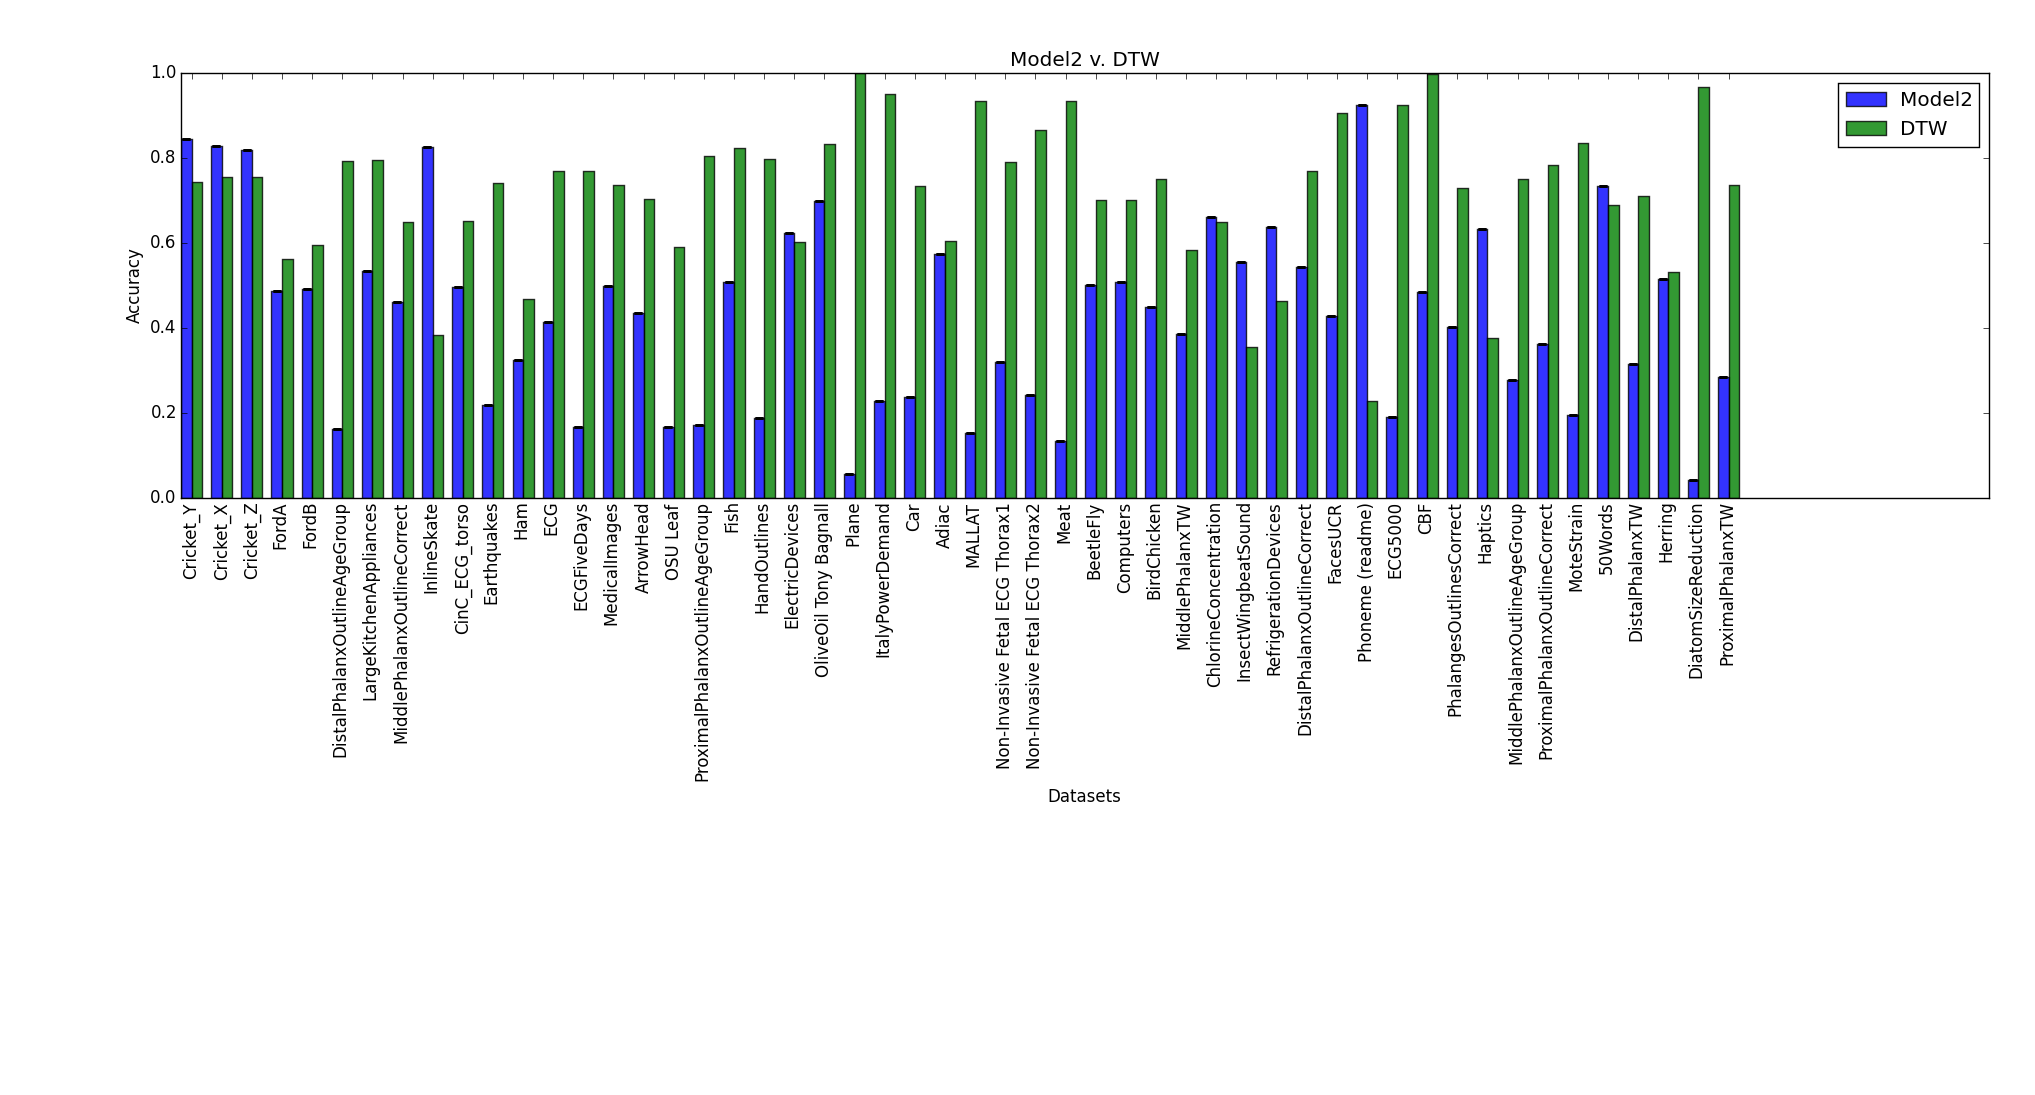 Model2 v. DTW
1.0
0.8
0.6
0.4
0.2
0.0
Accuracy
Model2
DTW
Cricket_Y
Cricket_X
Cricket_Z
FordA
FordB
DistalPhalanxOutlineAgeGroup
LargeKitchenAppliances
MiddlePhalanxOutlineCorrect
InlineSkate
CinC_ECG_torso
Earthquakes
Ham
ECG
ECGFiveDays
MedicalImages
ArrowHead
OSU Leaf
ProximalPhalanxOutlineAgeGroup
Fish
HandOutlines
ElectricDevices
OliveOil Tony Bagnall
Plane
ItalyPowerDemand
Car
Adiac
MALLAT
Non-Invasive Fetal ECG Thorax1
Non-Invasive Fetal ECG Thorax2
Meat
BeetleFly
Computers
BirdChicken
MiddlePhalanxTW
ChlorineConcentration
InsectWingbeatSound
RefrigerationDevices
DistalPhalanxOutlineCorrect
FacesUCR
Phoneme (readme)
ECG5000
CBF
PhalangesOutlinesCorrect
Haptics
MiddlePhalanxOutlineAgeGroup
ProximalPhalanxOutlineCorrect
MoteStrain
50Words
DistalPhalanxTW
Herring
DiatomSizeReduction
ProximalPhalanxTW
Datasets